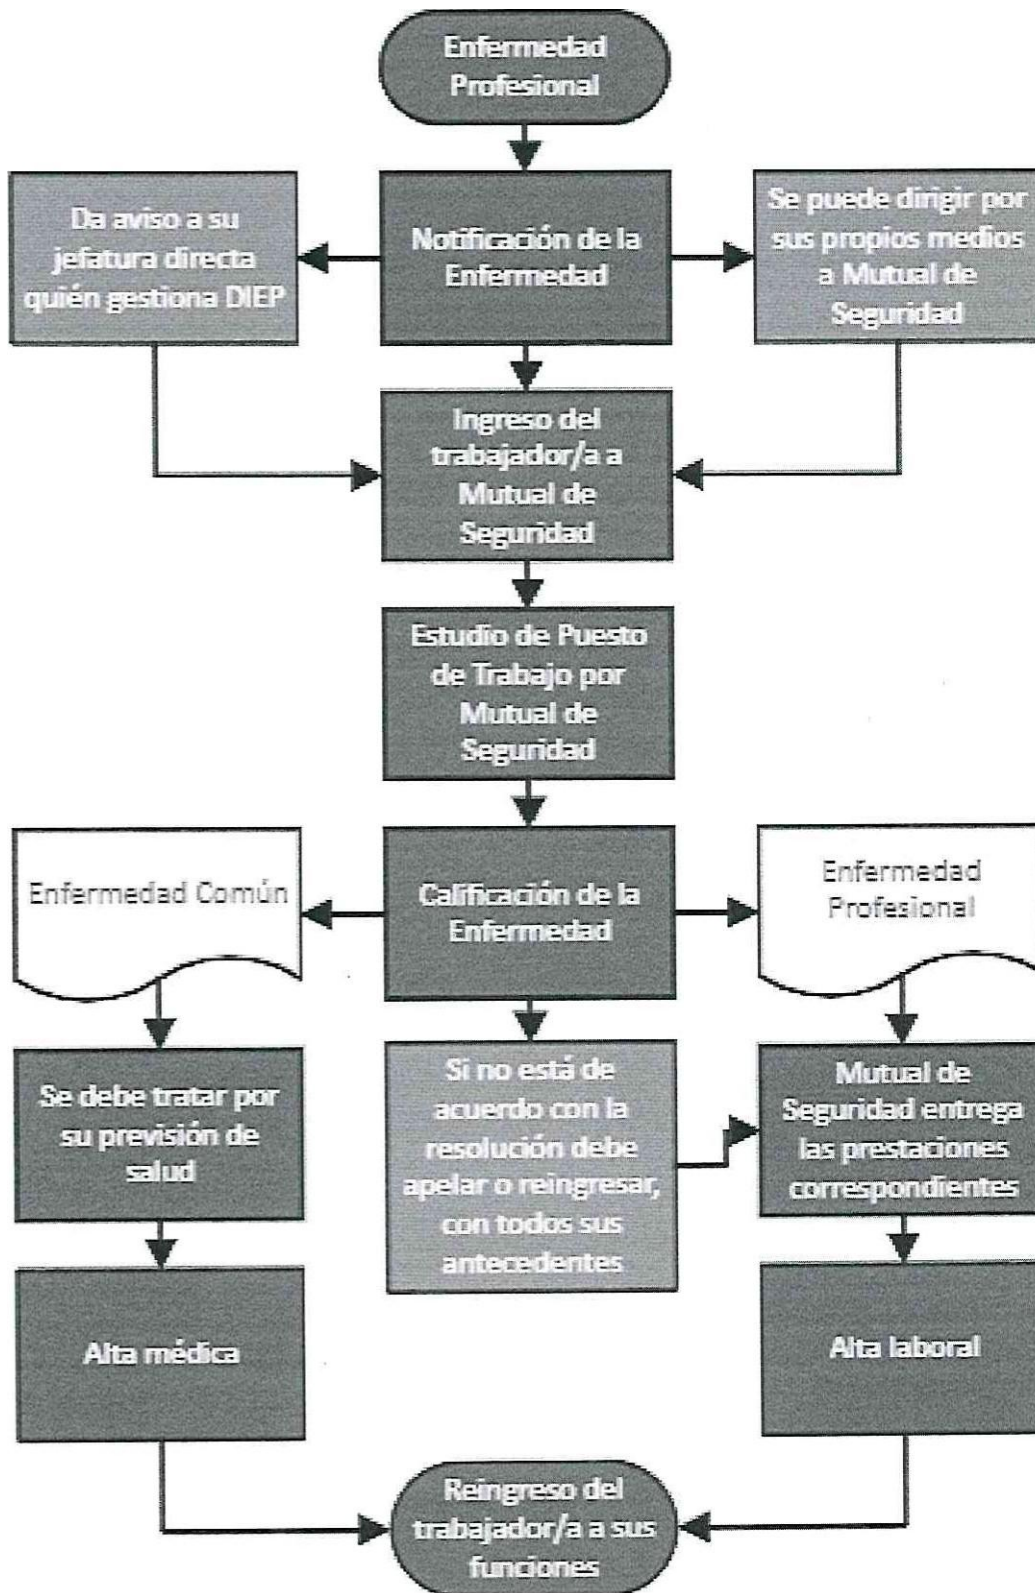 Enfermedad
Profesional
Notificación de la
Enfermedad
Da aviso a su
jefatura directa
quién gestiona DIEP
Se puede dirigir por
sus propios medios
a Mutual de
Seguridad
Ingreso del
trabajador/a a
Mutual de
Seguridad
Estudio de Puesto
de Trabajo por
Mutual de
Seguridad
Calificación de la
Enfermedad
Enfermedad Común
Enfermedad
Profesional
Se debe tratar por
su previsión de
salud
Si no está de
acuerdo con la
resolución debe
apelar o reingresar,
con todos sus
antecedentes
Mutual de
Seguridad entrega
las prestaciones
correspondientes
Alta médica
Alta laboral
Reingreso del
trabajador/a a sus
funciones